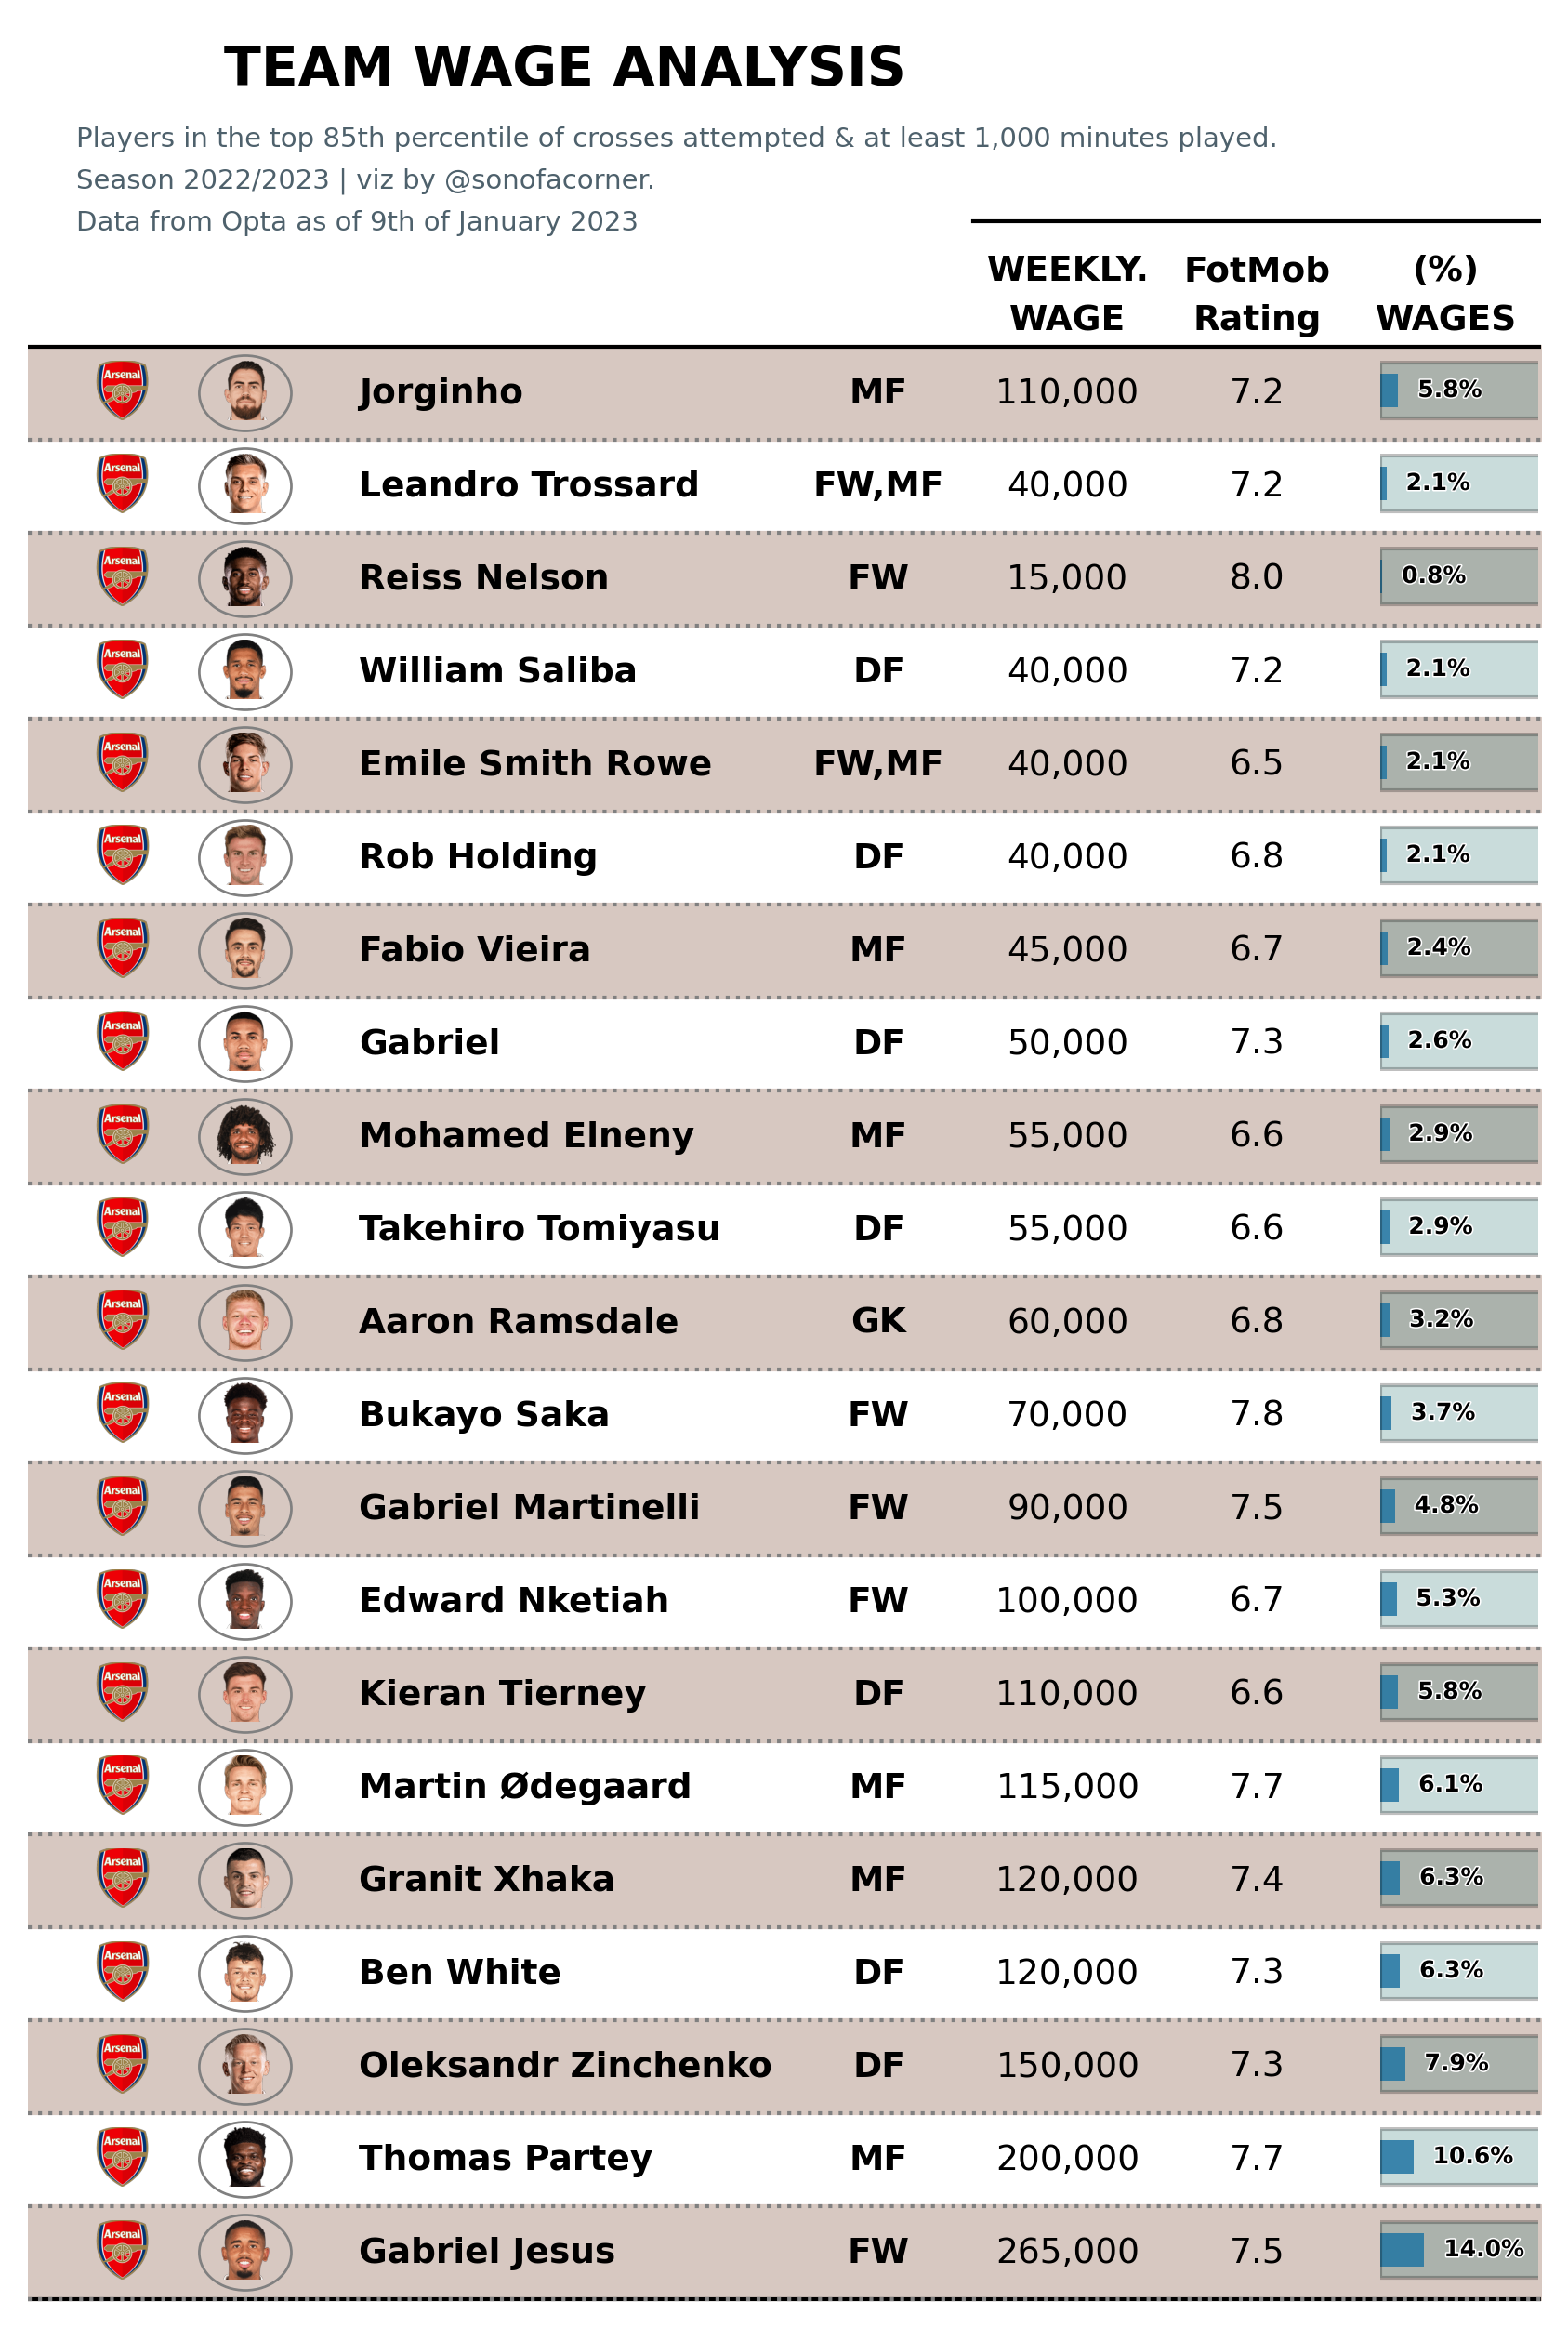 TEAM WAGE ANALYSIS
Players in the top 85th percentile of crosses attempted & at least 1,000 minutes played.
Season 2022/2023 | viz by @sonofacorner.
Data from Opta as of 9th of January 2023
WEEKLY. FotMob (%)
WAGE Rating WAGES
Arsenal Jorginho MF 110,000 7.2 5.8%
Arsenal Leandro Trossard FW,MF 40,000 7.2 2.1%
Arsenal Reiss Nelson FW 15,000 8.0 0.8%
Arsenal William Saliba DF 40,000 7.2 2.1%
Arsenal Emile Smith Rowe FW,MF 40,000 6.5 2.1%
Arsenal Rob Holding DF 40,000 6.8 2.1%
Arsenal Fabio Vieira MF 45,000 6.7 2.4%
Arsenal Gabriel DF 50,000 7.3 2.6%
Arsenal Mohamed Elneny MF 55,000 6.6 2.9%
Arsenal Takehiro Tomiyasu DF 55,000 6.6 2.9%
Arsenal Aaron Ramsdale GK 60,000 6.8 3.2%
Arsenal Bukayo Saka FW 70,000 7.8 3.7%
Arsenal Gabriel Martinelli FW 90,000 7.5 4.8%
Arsenal Edward Nketiah FW 100,000 6.7 5.3%
Arsenal Kieran Tierney DF 110,000 6.6 5.8%
Arsenal Martin Ødegaard MF 115,000 7.7 6.1%
Arsenal Granit Xhaka MF 120,000 7.4 6.3%
Arsenal Ben White DF 120,000 7.3 6.3%
Arsenal Oleksandr Zinchenko DF 150,000 7.3 7.9%
Arsenal Thomas Partey MF 200,000 7.7 10.6%
Arsenal Gabriel Jesus FW 265,000 7.5 14.0%